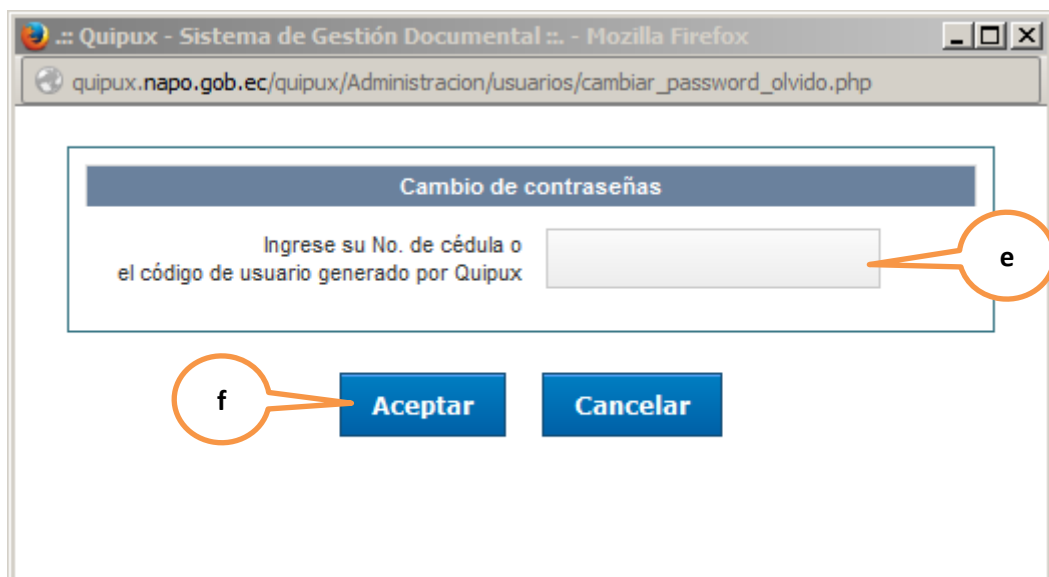 .:: Quipux - Sistema de Gestión Documental ::. - Mozilla Firefox
quipux.napo.gob.ec/quipux/Administracion/usuarios/cambiar_password_olvido.php
Cambio de contraseñas
Ingrese su No. de cédula o
el código de usuario generado por Quipux
e
f
Aceptar Cancelar